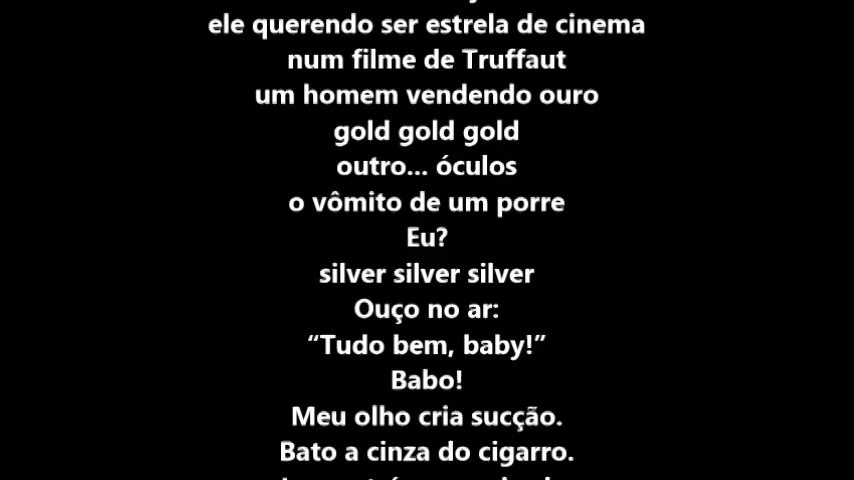 ele querendo ser estrela de cinema
num filme de Truffaut
um homem vendendo ouro
gold gold gold
outro... óculos
o vômito de um porre
Eu?
silver silver silver
Ouço no ar:
“Tudo bem, baby!”
Babo!
Meu olho cria sucção.
Bato a cinza do cigarro.